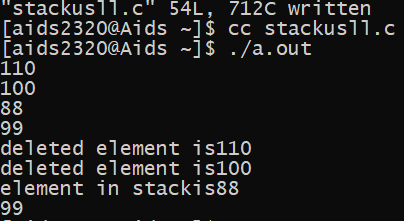 "stackusll.c" 54L, 712C written
[aids2320@Aids ~]$ cc stackusll.c
[aids2320@Aids ~]$ ./a.out
110
100
88
99
deleted element is110
deleted element is100
element in stackis88
99